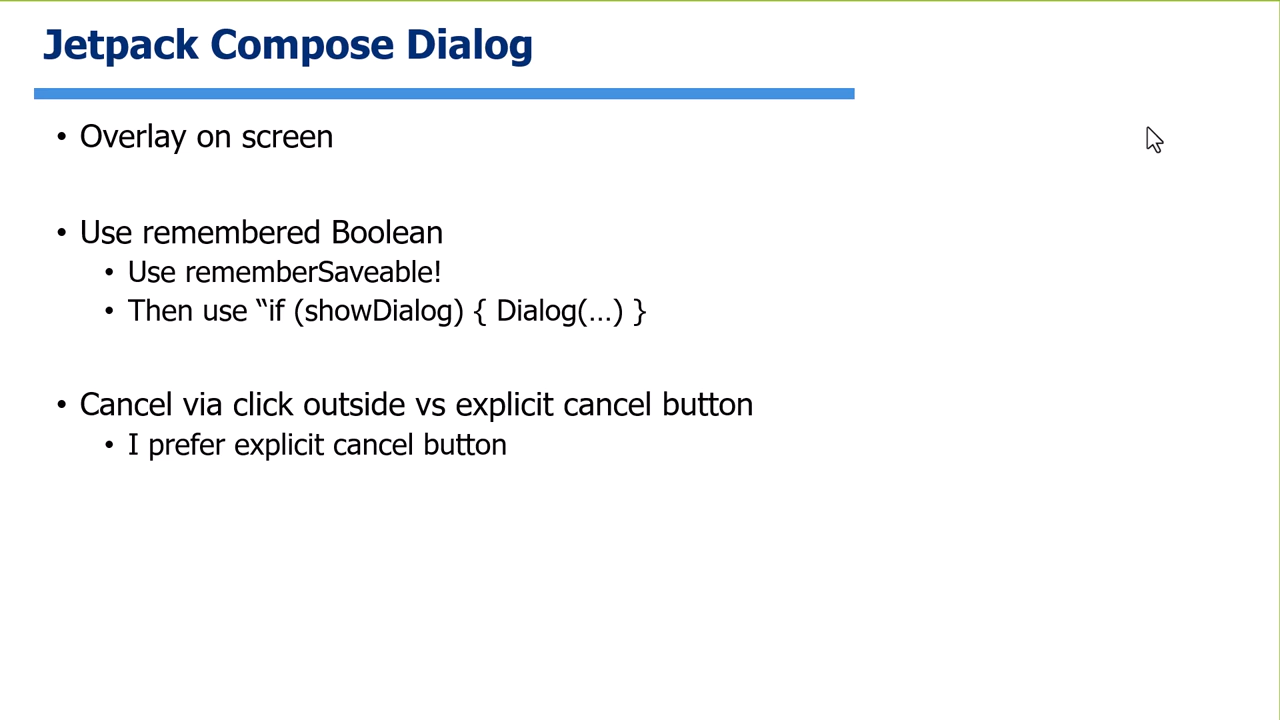 Jetpack Compose Dialog
• Overlay on screen
• Use remembered Boolean
• Use rememberSaveable!
• Then use “if (showDialog) { Dialog(…) }
• Cancel via click outside vs explicit cancel button
• I prefer explicit cancel button